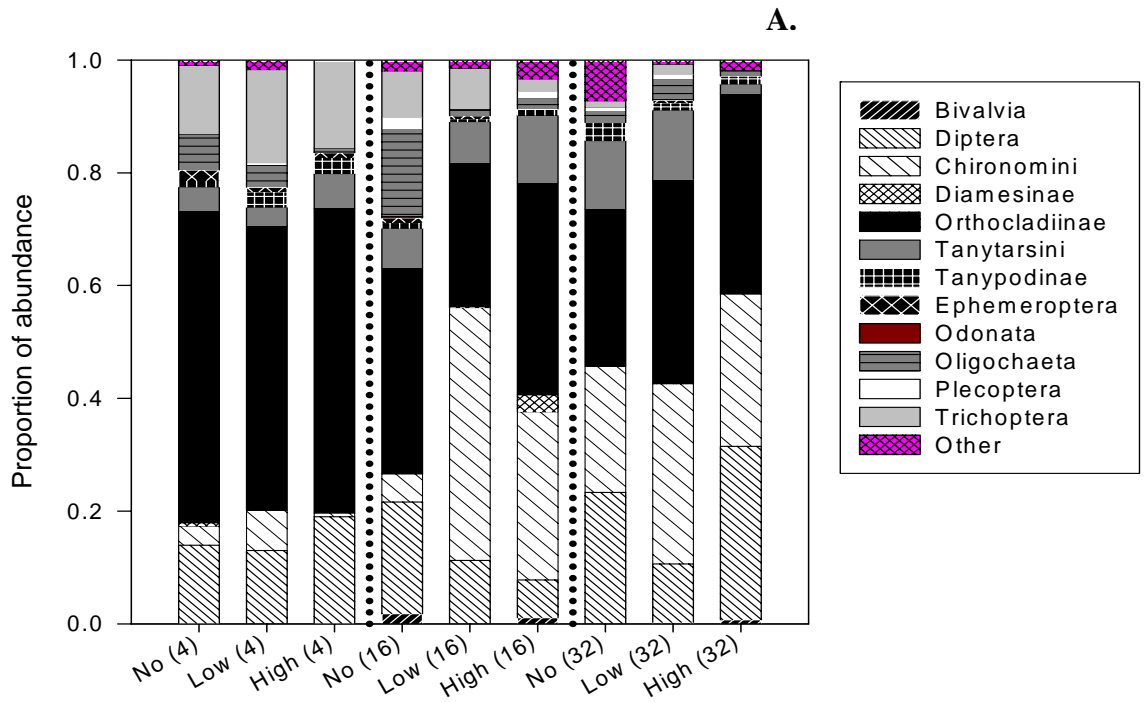 A.
1.0
0.8
0.6
0.4
0.2
0.0
Proportion of abundance
No (4)
Low (4)
High (4)
No (16)
Low (16)
High (16)
No (32)
Low (32)
High (32)
Bivalvia
Diptera
Chironomini
Diamesinae
Orthocladiinae
Tanytarsini
Tanypodinae
Ephemeroptera
Odonata
Oligochaeta
Plecoptera
Trichoptera
Other